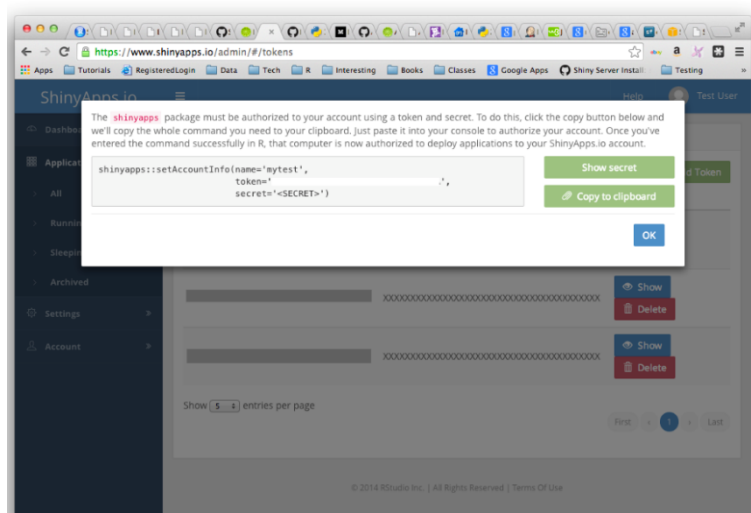 https://www.shinyapps.io/admin/#/tokens
Apps Tutorials RegisteredLogin Data Tech R Interesting Books Classes Google Apps Shiny Server Install Testing »
ShinyApps.io Help Test User
The shinyapps package must be authorized to your account using a token and secret. To do this, click the copy button below and
we'll copy the whole command you need to your clipboard. Just paste it into your console to authorize your account. Once you've
entered the command successfully in R, that computer is now authorized to deploy applications to your ShinyApps.io account.
shinyapps::setAccountInfo(name='mytest',
token=' ',
secret='<SECRET>')
Show secret
Copy to clipboard
OK
Token
All
Archived
Settings »
Account »
Show
Delete
Show
Delete
Show 5 entries per page
First ‹ 1 › Last
© 2014 RStudio Inc. | All Rights Reserved | Terms Of Use